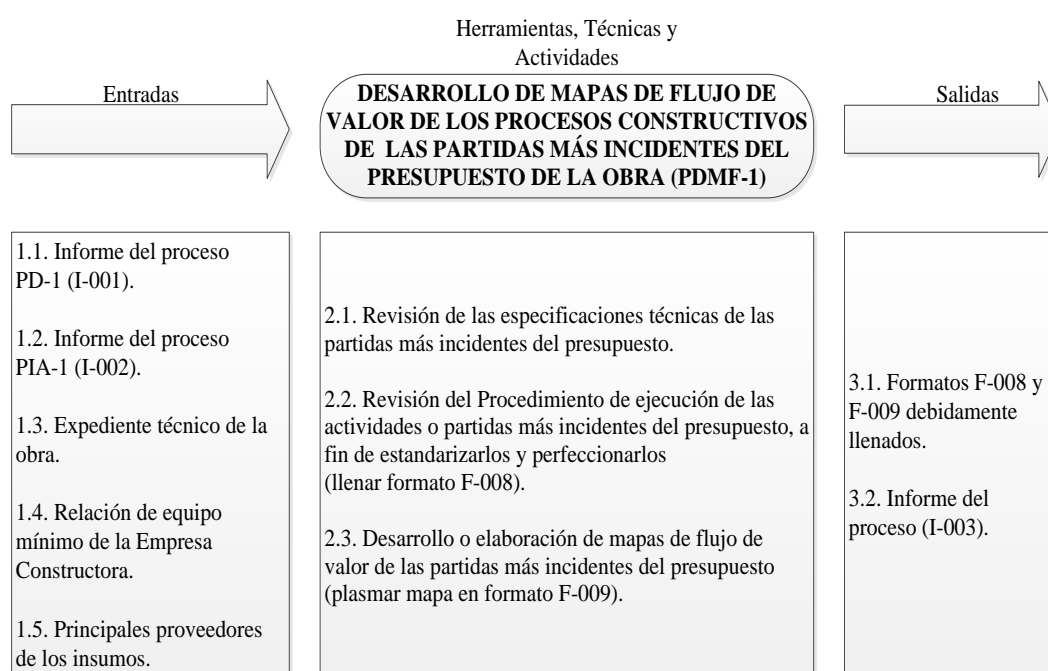 Herramientas, Técnicas y
Actividades
Entradas
DESARROLLO DE MAPAS DE FLUJO DE
VALOR DE LOS PROCESOS CONSTRUCTIVOS
DE LAS PARTIDAS MÁS INCIDENTES DEL
PRESUPUESTO DE LA OBRA (PDMF-1)
Salidas
1.1. Informe del proceso
PD-1 (I-001).
1.2. Informe del proceso
PIA-1 (I-002).
1.3. Expediente técnico de la
obra.
1.4. Relación de equipo
mínimo de la Empresa
Constructora.
1.5. Principales proveedores
de los insumos.
2.1. Revisión de las especificaciones técnicas de las
partidas más incidentes del presupuesto.
2.2. Revisión del Procedimiento de ejecución de las
actividades o partidas más incidentes del presupuesto, a
fin de estandarizarlos y perfeccionarlos
(llenar formato F-008).
2.3. Desarrollo o elaboración de mapas de flujo de
valor de las partidas más incidentes del presupuesto
(plasmar mapa en formato F-009).
3.1. Formatos F-008 y
F-009 debidamente
llenados.
3.2. Informe del
proceso (I-003).